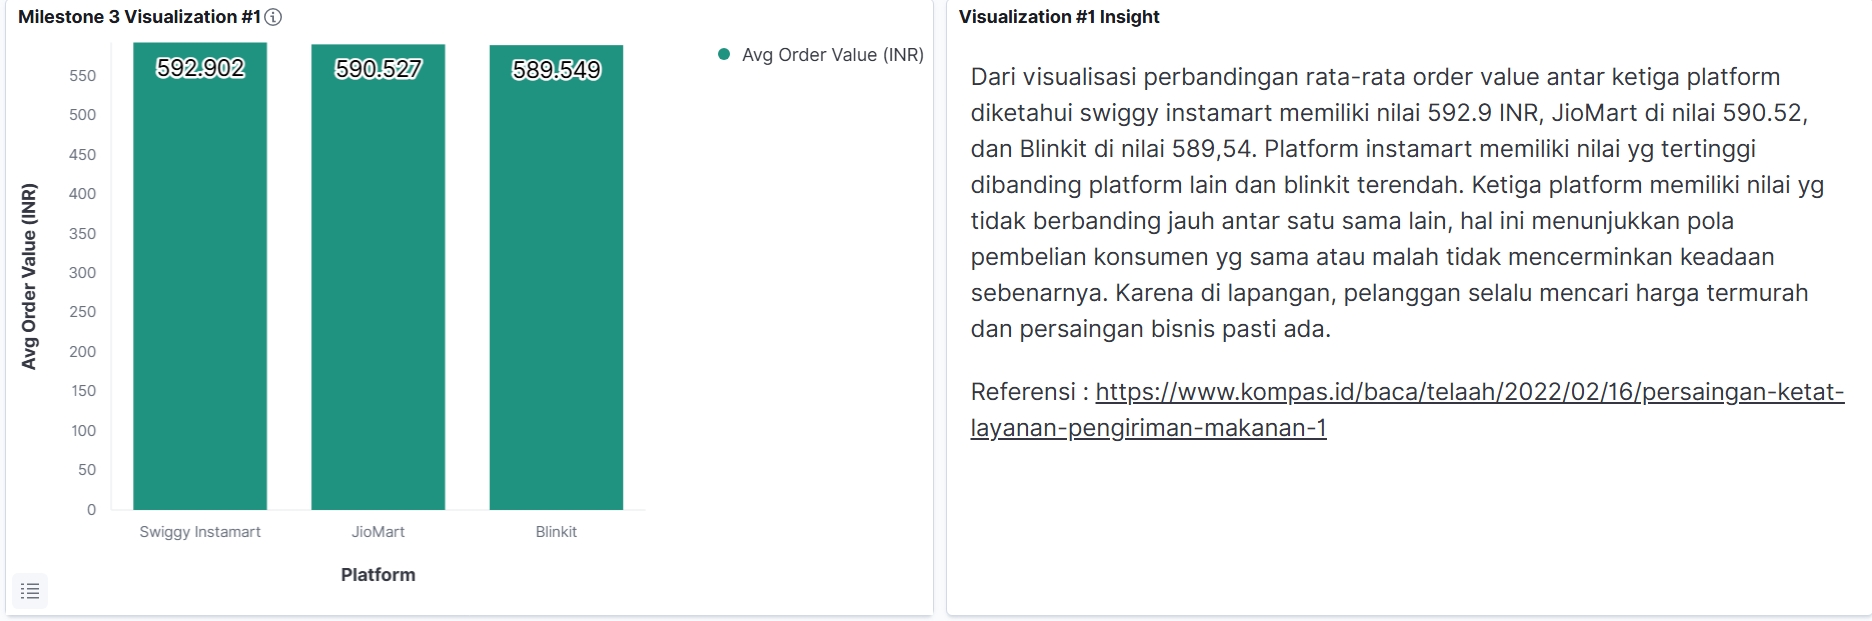 Milestone 3 Visualization #1
592.902
590.527
589.549
Avg Order Value (INR)
550
500
450
400
350
300
250
200
150
100
50
0
Avg Order Value (INR)
Swiggy Instamart
JioMart
Blinkit
Platform
Visualization #1 Insight
Dari visualisasi perbandingan rata-rata order value antar ketiga platform
diketahui swiggy instamart memiliki nilai 592.9 INR, JioMart di nilai 590.52,
dan Blinkit di nilai 589,54. Platform instamart memiliki nilai yg tertinggi
dibanding platform lain dan blinkit terendah. Ketiga platform memiliki nilai yg
tidak berbanding jauh antar satu sama lain, hal ini menunjukkan pola
pembelian konsumen yg sama atau malah tidak mencerminkan keadaan
sebenarnya. Karena di lapangan, pelanggan selalu mencari harga termurah
dan persaingan bisnis pasti ada.
Referensi : https://www.kompas.id/baca/telaah/2022/02/16/persaingan-ketat-
layanan-pengiriman-makanan-1